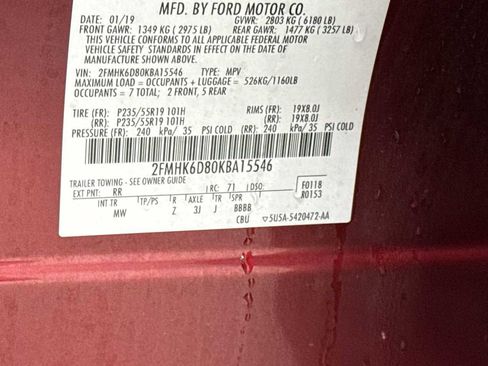 MFD. BY FORD MOTOR CO.
DATE: 01/19 GVWR: 2803 KG ( 6180 LB)
FRONT GAWR: 1349 KG ( 2975 LB) REAR GAWR: 1477 KG ( 3257 LB)
THIS VEHICLE CONFORMS TO ALL APPLICABLE FEDERAL MOTOR
VEHICLE SAFETY STANDARDS IN EFFECT ON THE DATE OF
MANUFACTURE SHOWN ABOVE.
VIN: 2FMHK6D80KBA15546 TYPE: MPV
MAXIMUM LOAD = OCCUPANTS + LUGGAGE = 526KG/1160LB
OCCUPANTS = 7 TOTAL; 2 FRONT, 5 REAR
TIRE (FR): P235/55R19 101H RIMS (FR): 19X8.0J
(RR): P235/55R19 101H (RR): 19X8.0J
PRESSURE (FR): 240 kPa/ 35 PSI COLD (RR): 240 kPa/ 35 PSI COLD
2FMHK6D80KBA15546
TRAILER TOWING - SEE OWNER GUIDE
EXT PNT: RR RC: 71 DSO: F0118
INT TR TP/PS R AXLE TR SPR R0153
MW Z 3J J BBBB
CBU 5U5A-5420472-AA